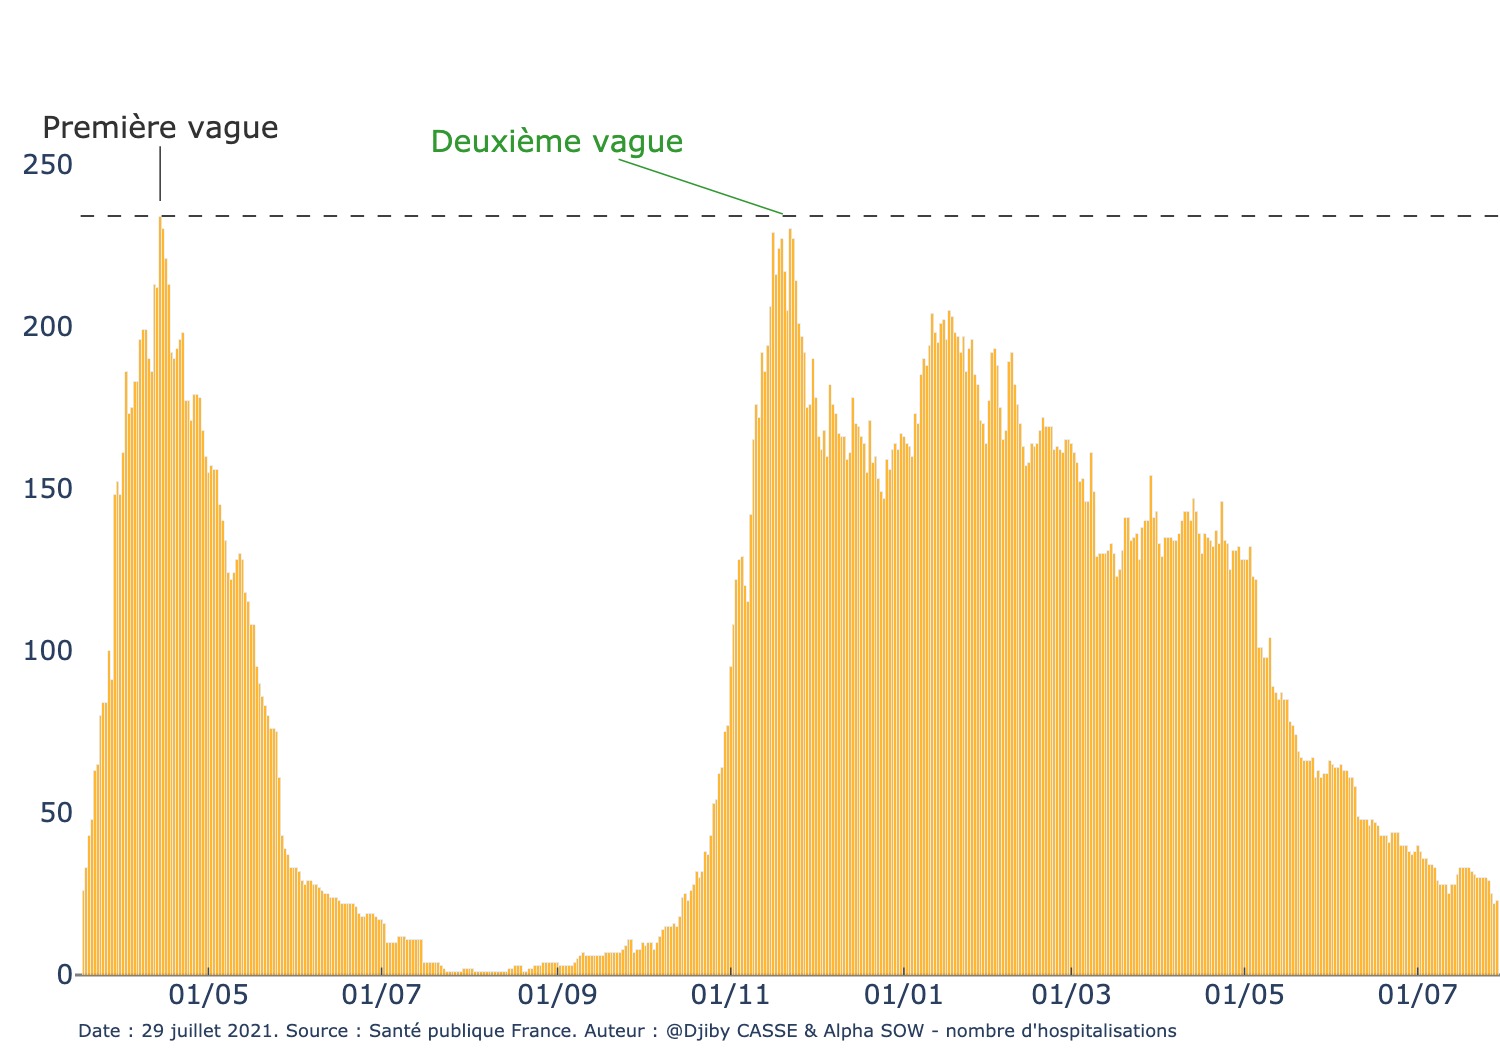 Première vague
Deuxième vague
250
200
150
100
50
0
01/05 01/07 01/09 01/11 01/01 01/03 01/05 01/07
Date : 29 juillet 2021. Source : Santé publique France. Auteur : @Djiby CASSE & Alpha SOW - nombre d'hospitalisations